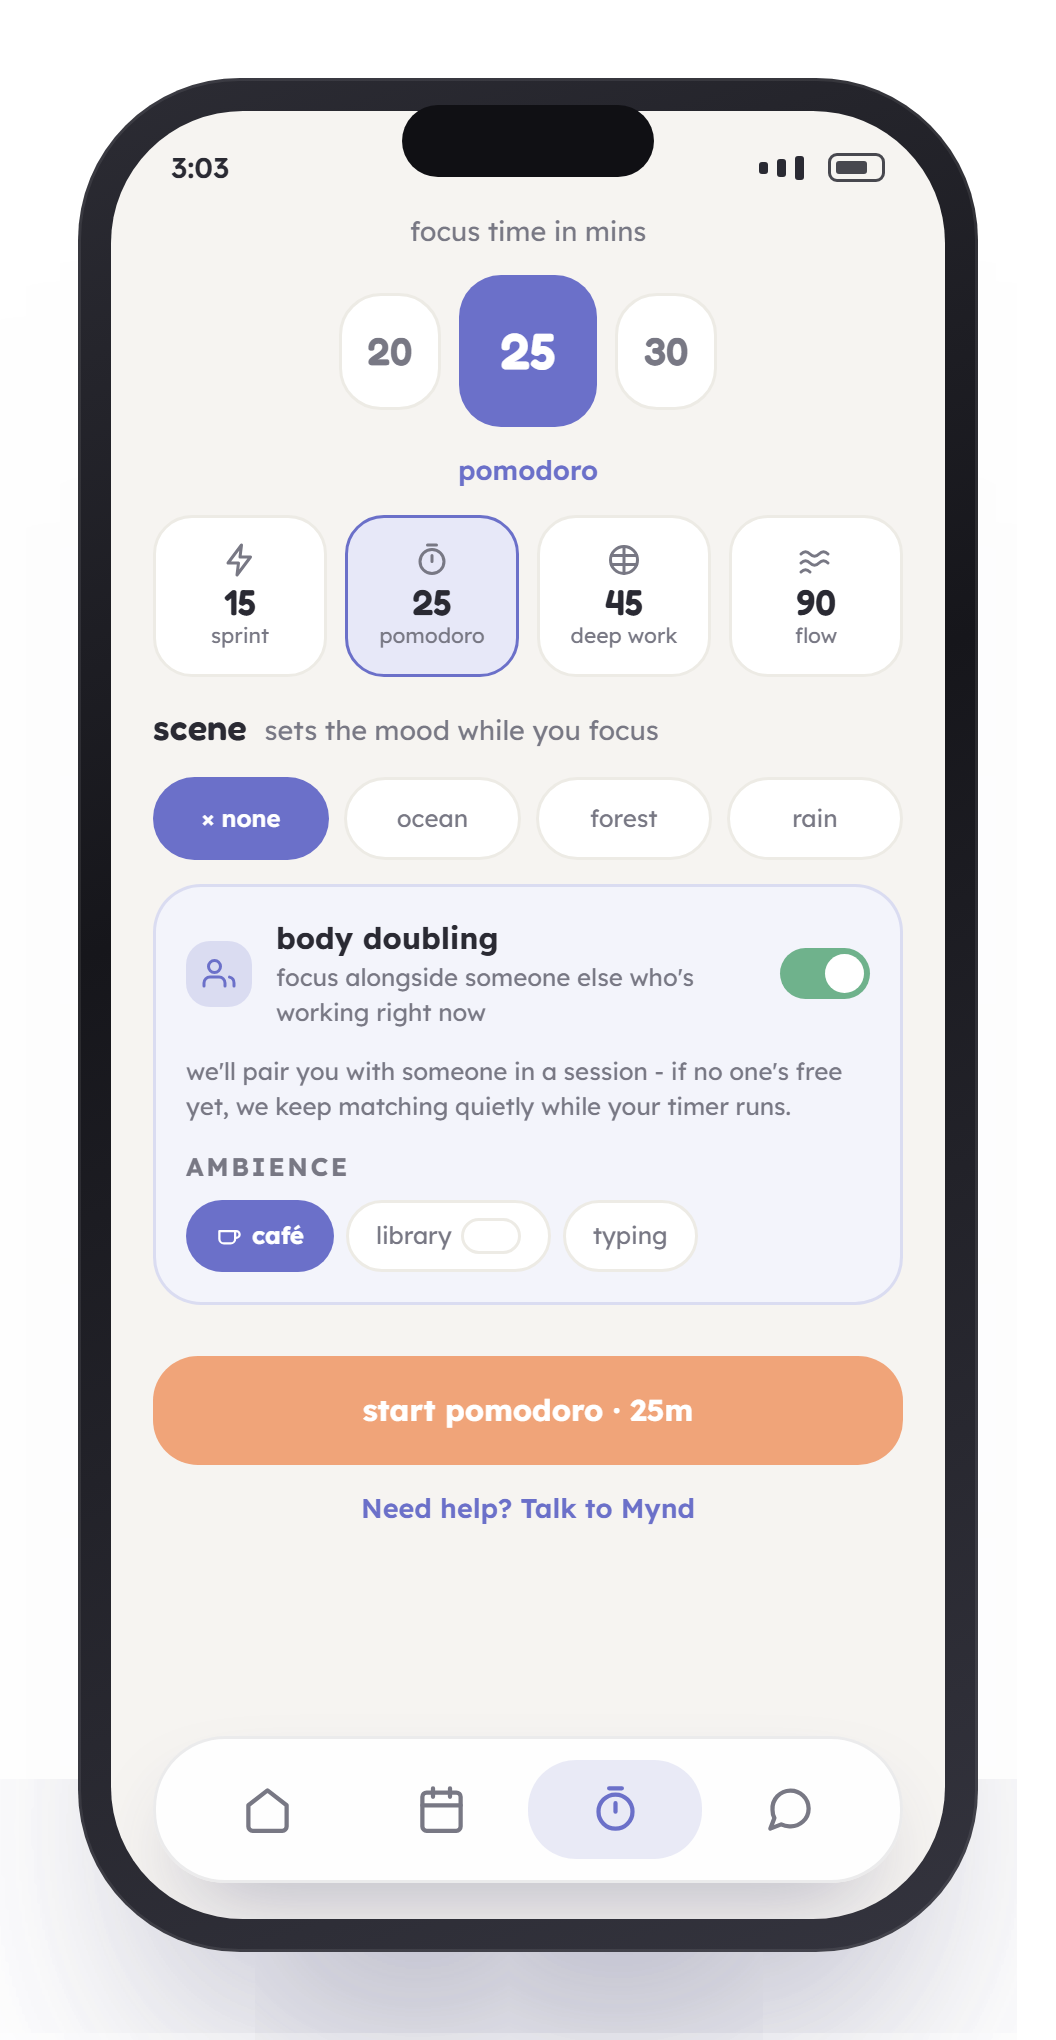 3:03
focus time in mins
20 25 30
pomodoro
15 25 45 90
sprint pomodoro deep work flow
scene sets the mood while you focus
× none ocean forest rain
body doubling
focus alongside someone else who's
working right now
we'll pair you with someone in a session - if no one's free
yet, we keep matching quietly while your timer runs.
AMBIENCE
café library typing
start pomodoro · 25m
Need help? Talk to Mynd